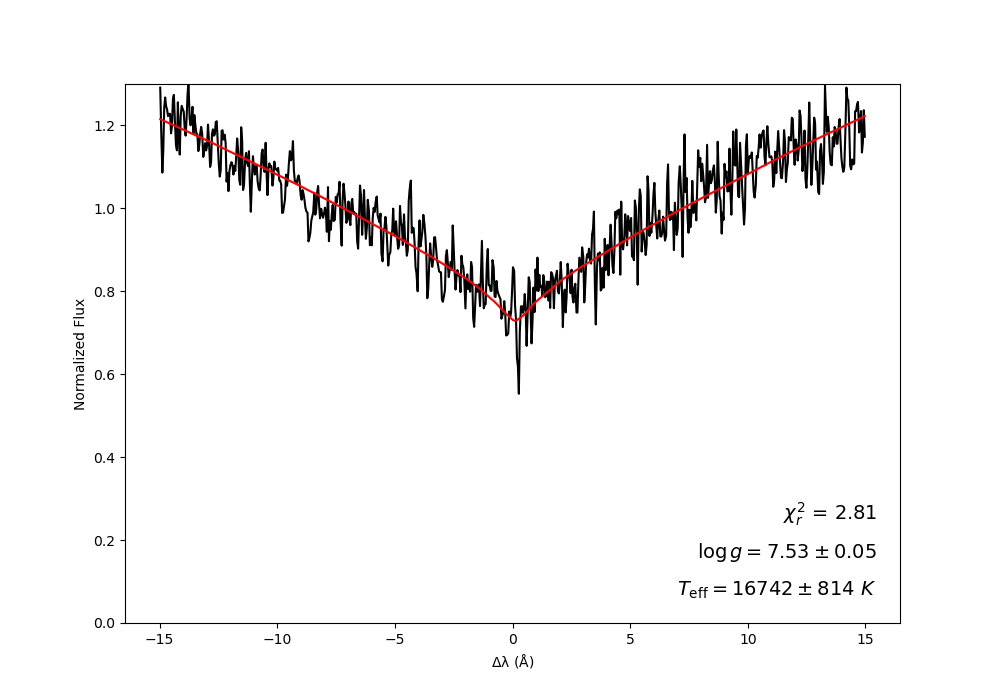 1.2
1.0
0.8
0.6
0.4
0.2
0.0
Normalized Flux
χ²ᵣ = 2.81
log g = 7.53 ± 0.05
T_eff = 16742 ± 814 K
−15 −10 −5 0 5 10 15
Δλ (Å)